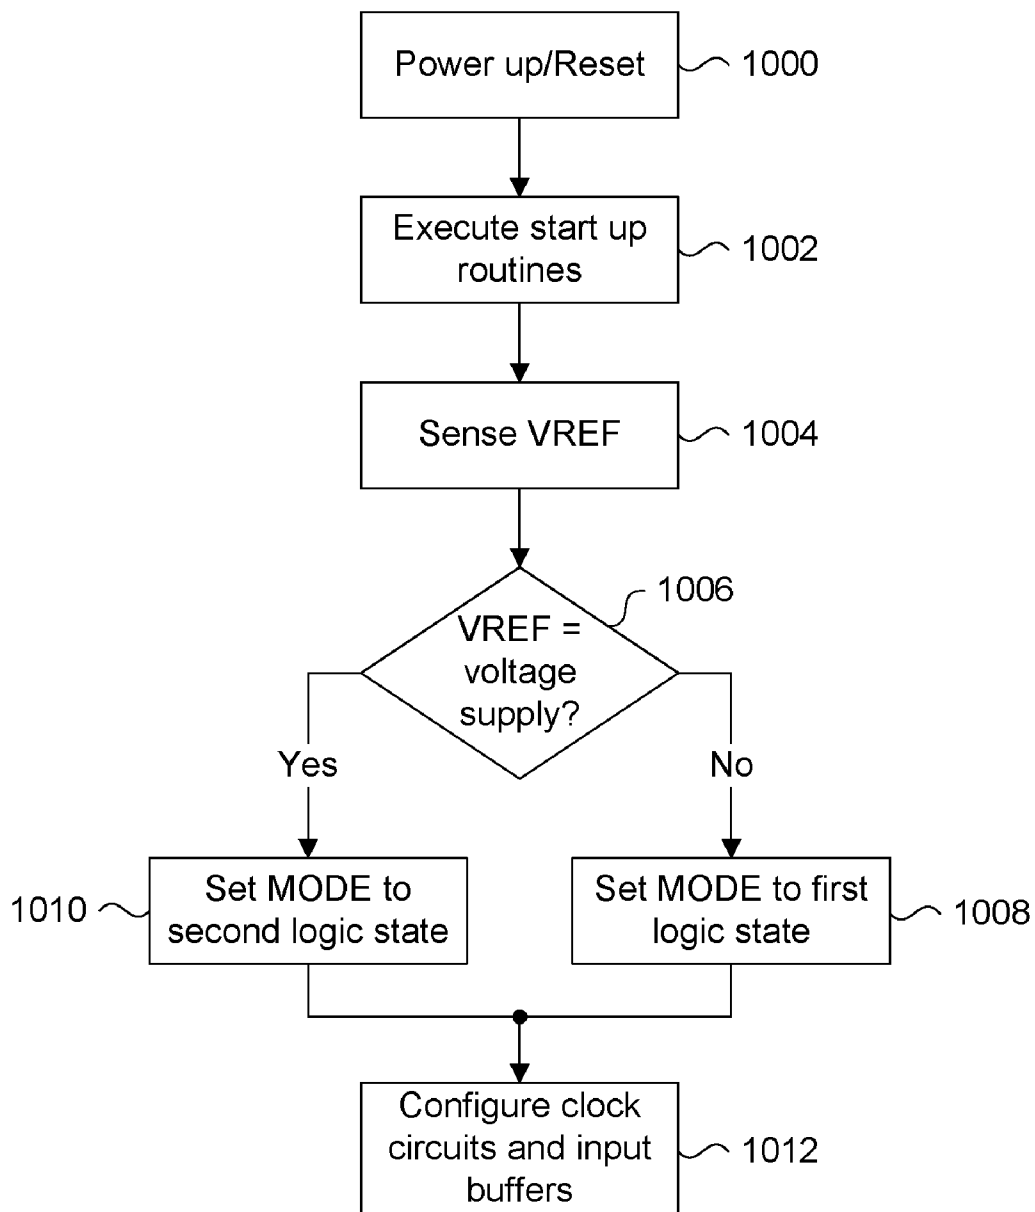 Power up/Reset
1000
Execute start up
routines
1002
Sense VREF
1004
1006
VREF =
voltage
supply?
Yes
No
1010
Set MODE to
second logic state
Set MODE to first
logic state
1008
Configure clock
circuits and input
buffers
1012